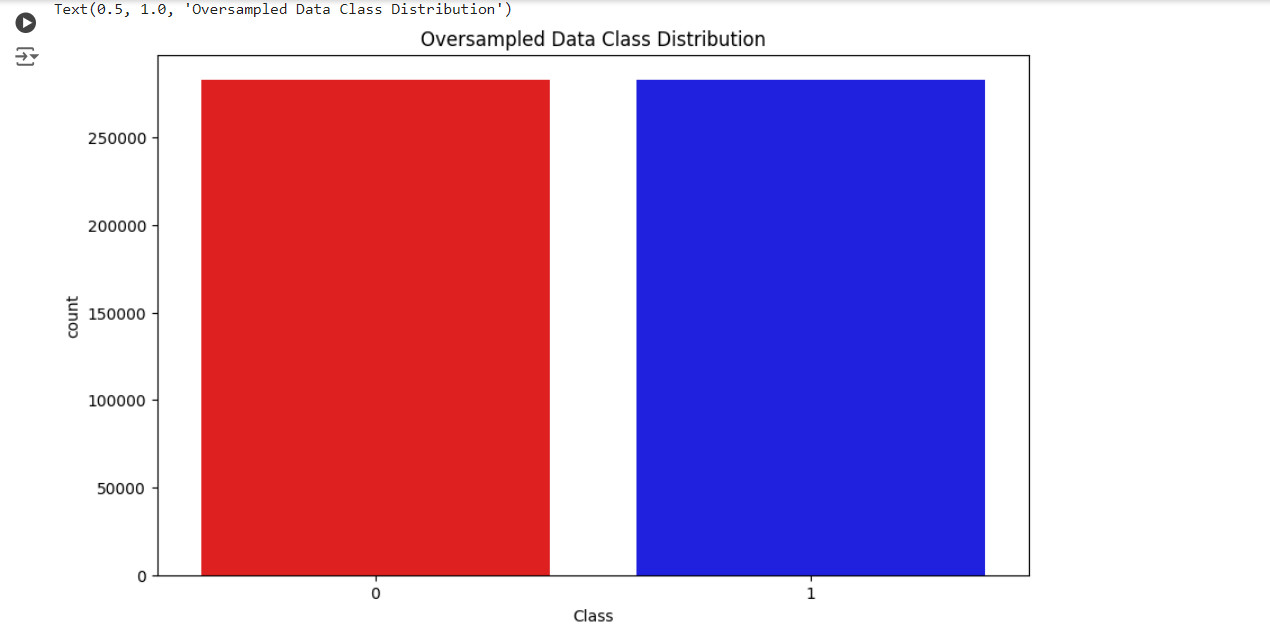 Text(0.5, 1.0, 'Oversampled Data Class Distribution')
Oversampled Data Class Distribution
250000
200000
150000
100000
50000
0
count
0 1
Class